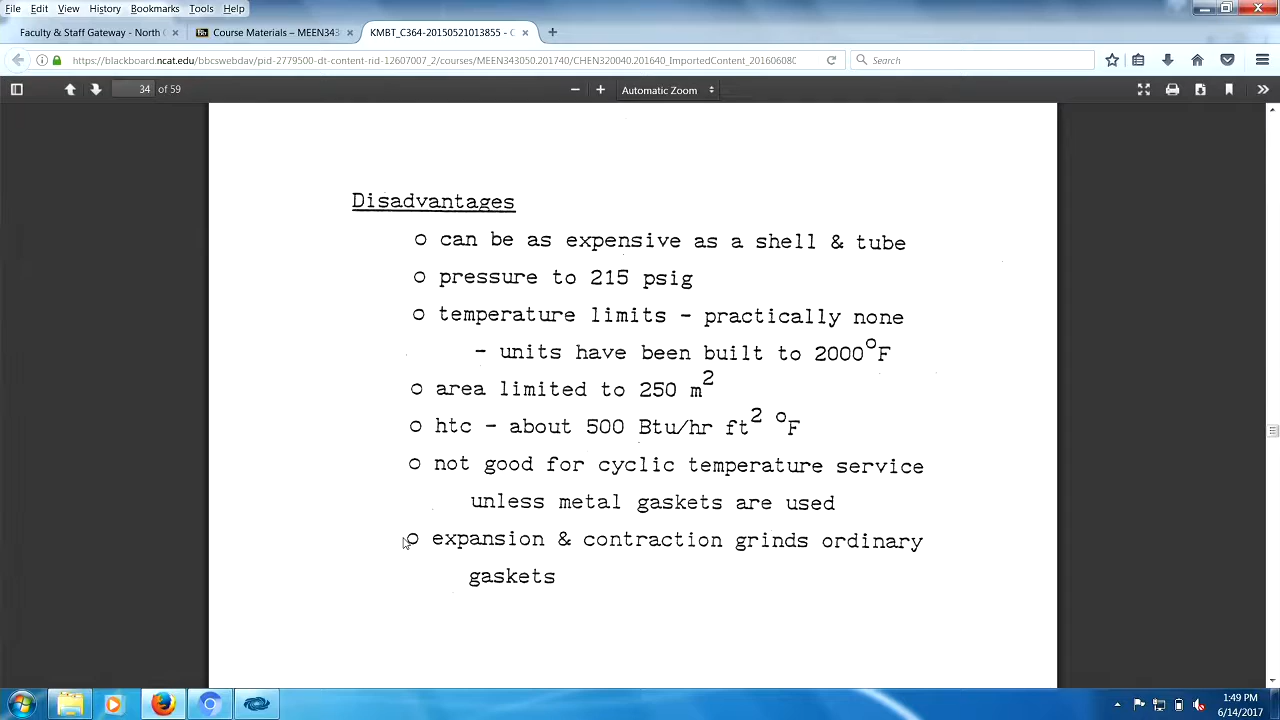 File Edit View History Bookmarks Tools Help
Faculty & Staff Gateway - North Course Materials – MEEN343 KMBT_C364-20150521013855 -
https://blackboard.ncat.edu/bbcswebdav/pid-2779500-dt-content-rid-12607007_2/courses/MEEN343050.201740/CHEN320040.201640_ImportedContent_201606080 Search
34 of 59 Automatic Zoom
Disadvantages
o can be as expensive as a shell & tube
o pressure to 215 psig
o temperature limits - practically none
- units have been built to 2000°F
o area limited to 250 m²
o htc - about 500 Btu/hr ft² °F
o not good for cyclic temperature service
unless metal gaskets are used
o expansion & contraction grinds ordinary
gaskets
1:49 PM
6/14/2017